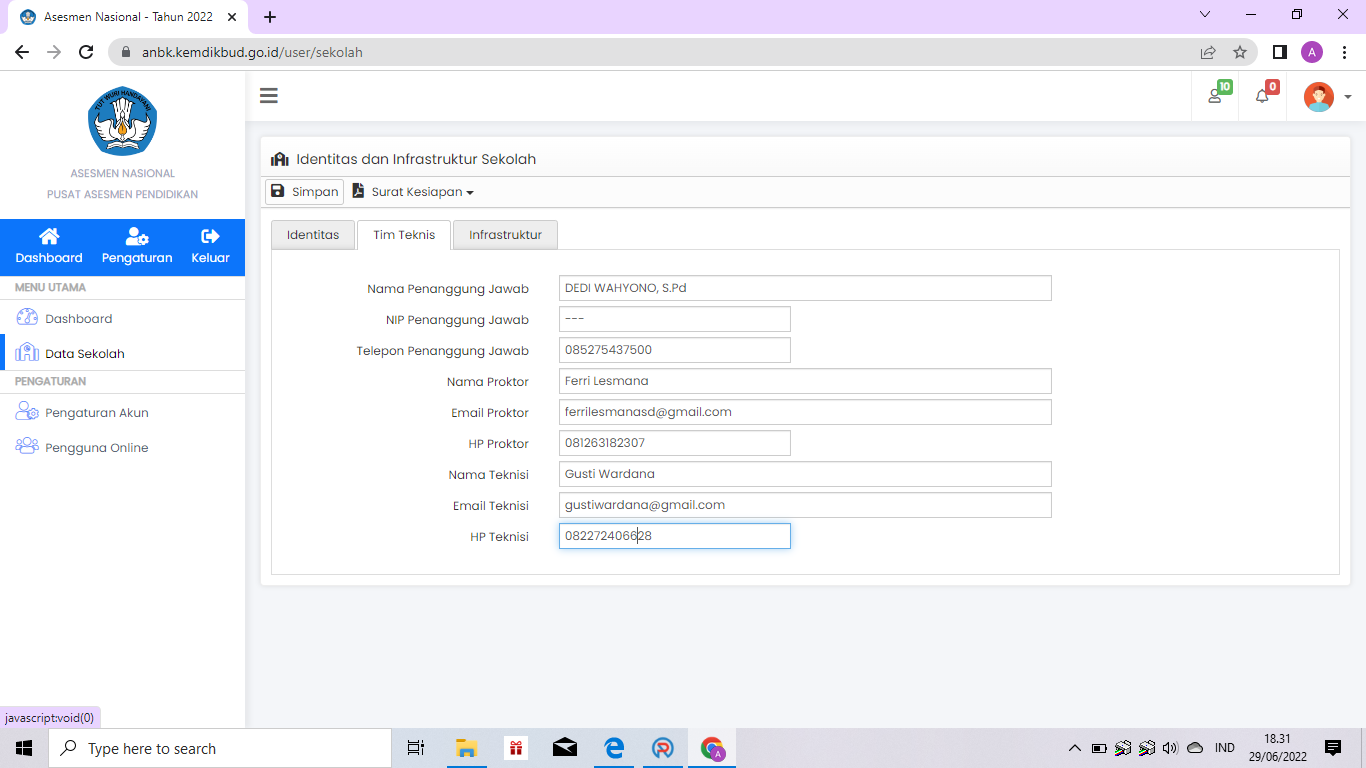 Asesmen Nasional - Tahun 2022
anbk.kemdikbud.go.id/user/sekolah
A
TUT WURI HANDAYANI
ASESMEN NASIONAL
PUSAT ASESMEN PENDIDIKAN
Dashboard Pengaturan Keluar
MENU UTAMA
Dashboard
Data Sekolah
PENGATURAN
Pengaturan Akun
Pengguna Online
10
0
Identitas dan Infrastruktur Sekolah
Simpan Surat Kesiapan
Identitas Tim Teknis Infrastruktur
Nama Penanggung Jawab DEDI WAHYONO, S.Pd
NIP Penanggung Jawab ---
Telepon Penanggung Jawab 085275437500
Nama Proktor Ferri Lesmana
Email Proktor ferrilesmanasd@gmail.com
HP Proktor 081263182307
Nama Teknisi Gusti Wardana
Email Teknisi gustiwardana@gmail.com
HP Teknisi 082272406628
javascript:void(0)
Type here to search
A
IND
18.31
29/06/2022